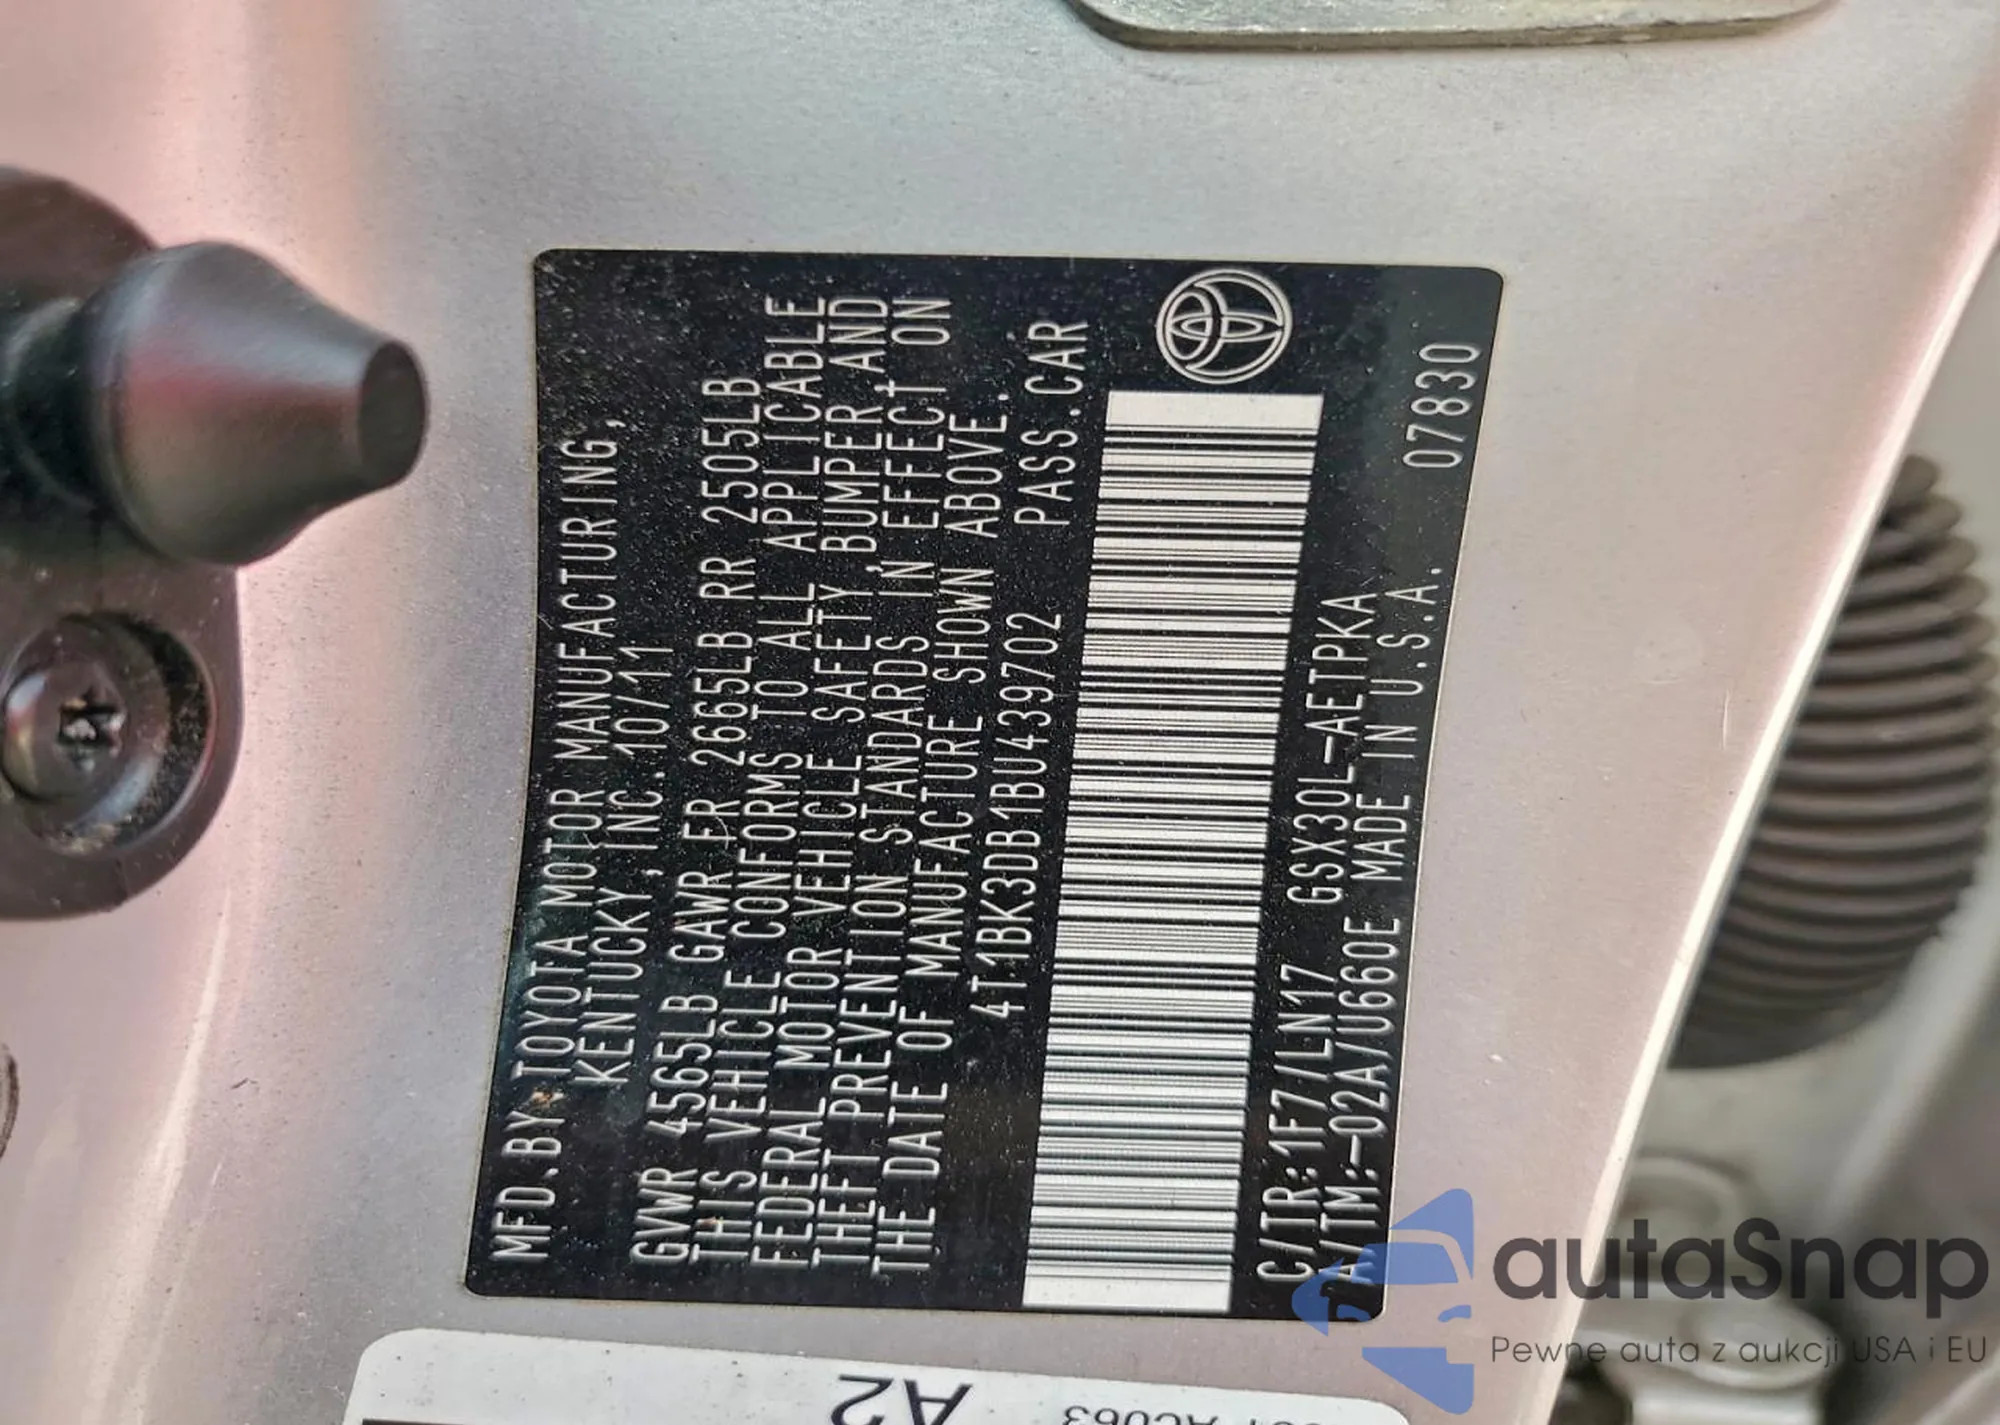 MFD.BY TOYOTA MOTOR MANUFACTURING,
KENTUCKY,INC.10/11
GVWR 4565LB GAWR FR 2665LB RR 2505LB
THIS VEHICLE CONFORMS TO ALL APPLICABLE
FEDERAL MOTOR VEHICLE SAFETY,BUMPER,AND
THEFT PREVENTION STANDARDS IN EFFECT ON
THE DATE OF MANUFACTURE SHOWN ABOVE.
4T1BK3DB1BU439702 PASS.CAR
C/TR:1F7/LN17 GSX30L-AETPKA
A/TM:-02A/U660E MADE IN U.S.A. 07830
A2
autaSnap
Pewne auta z aukcji USA i EU